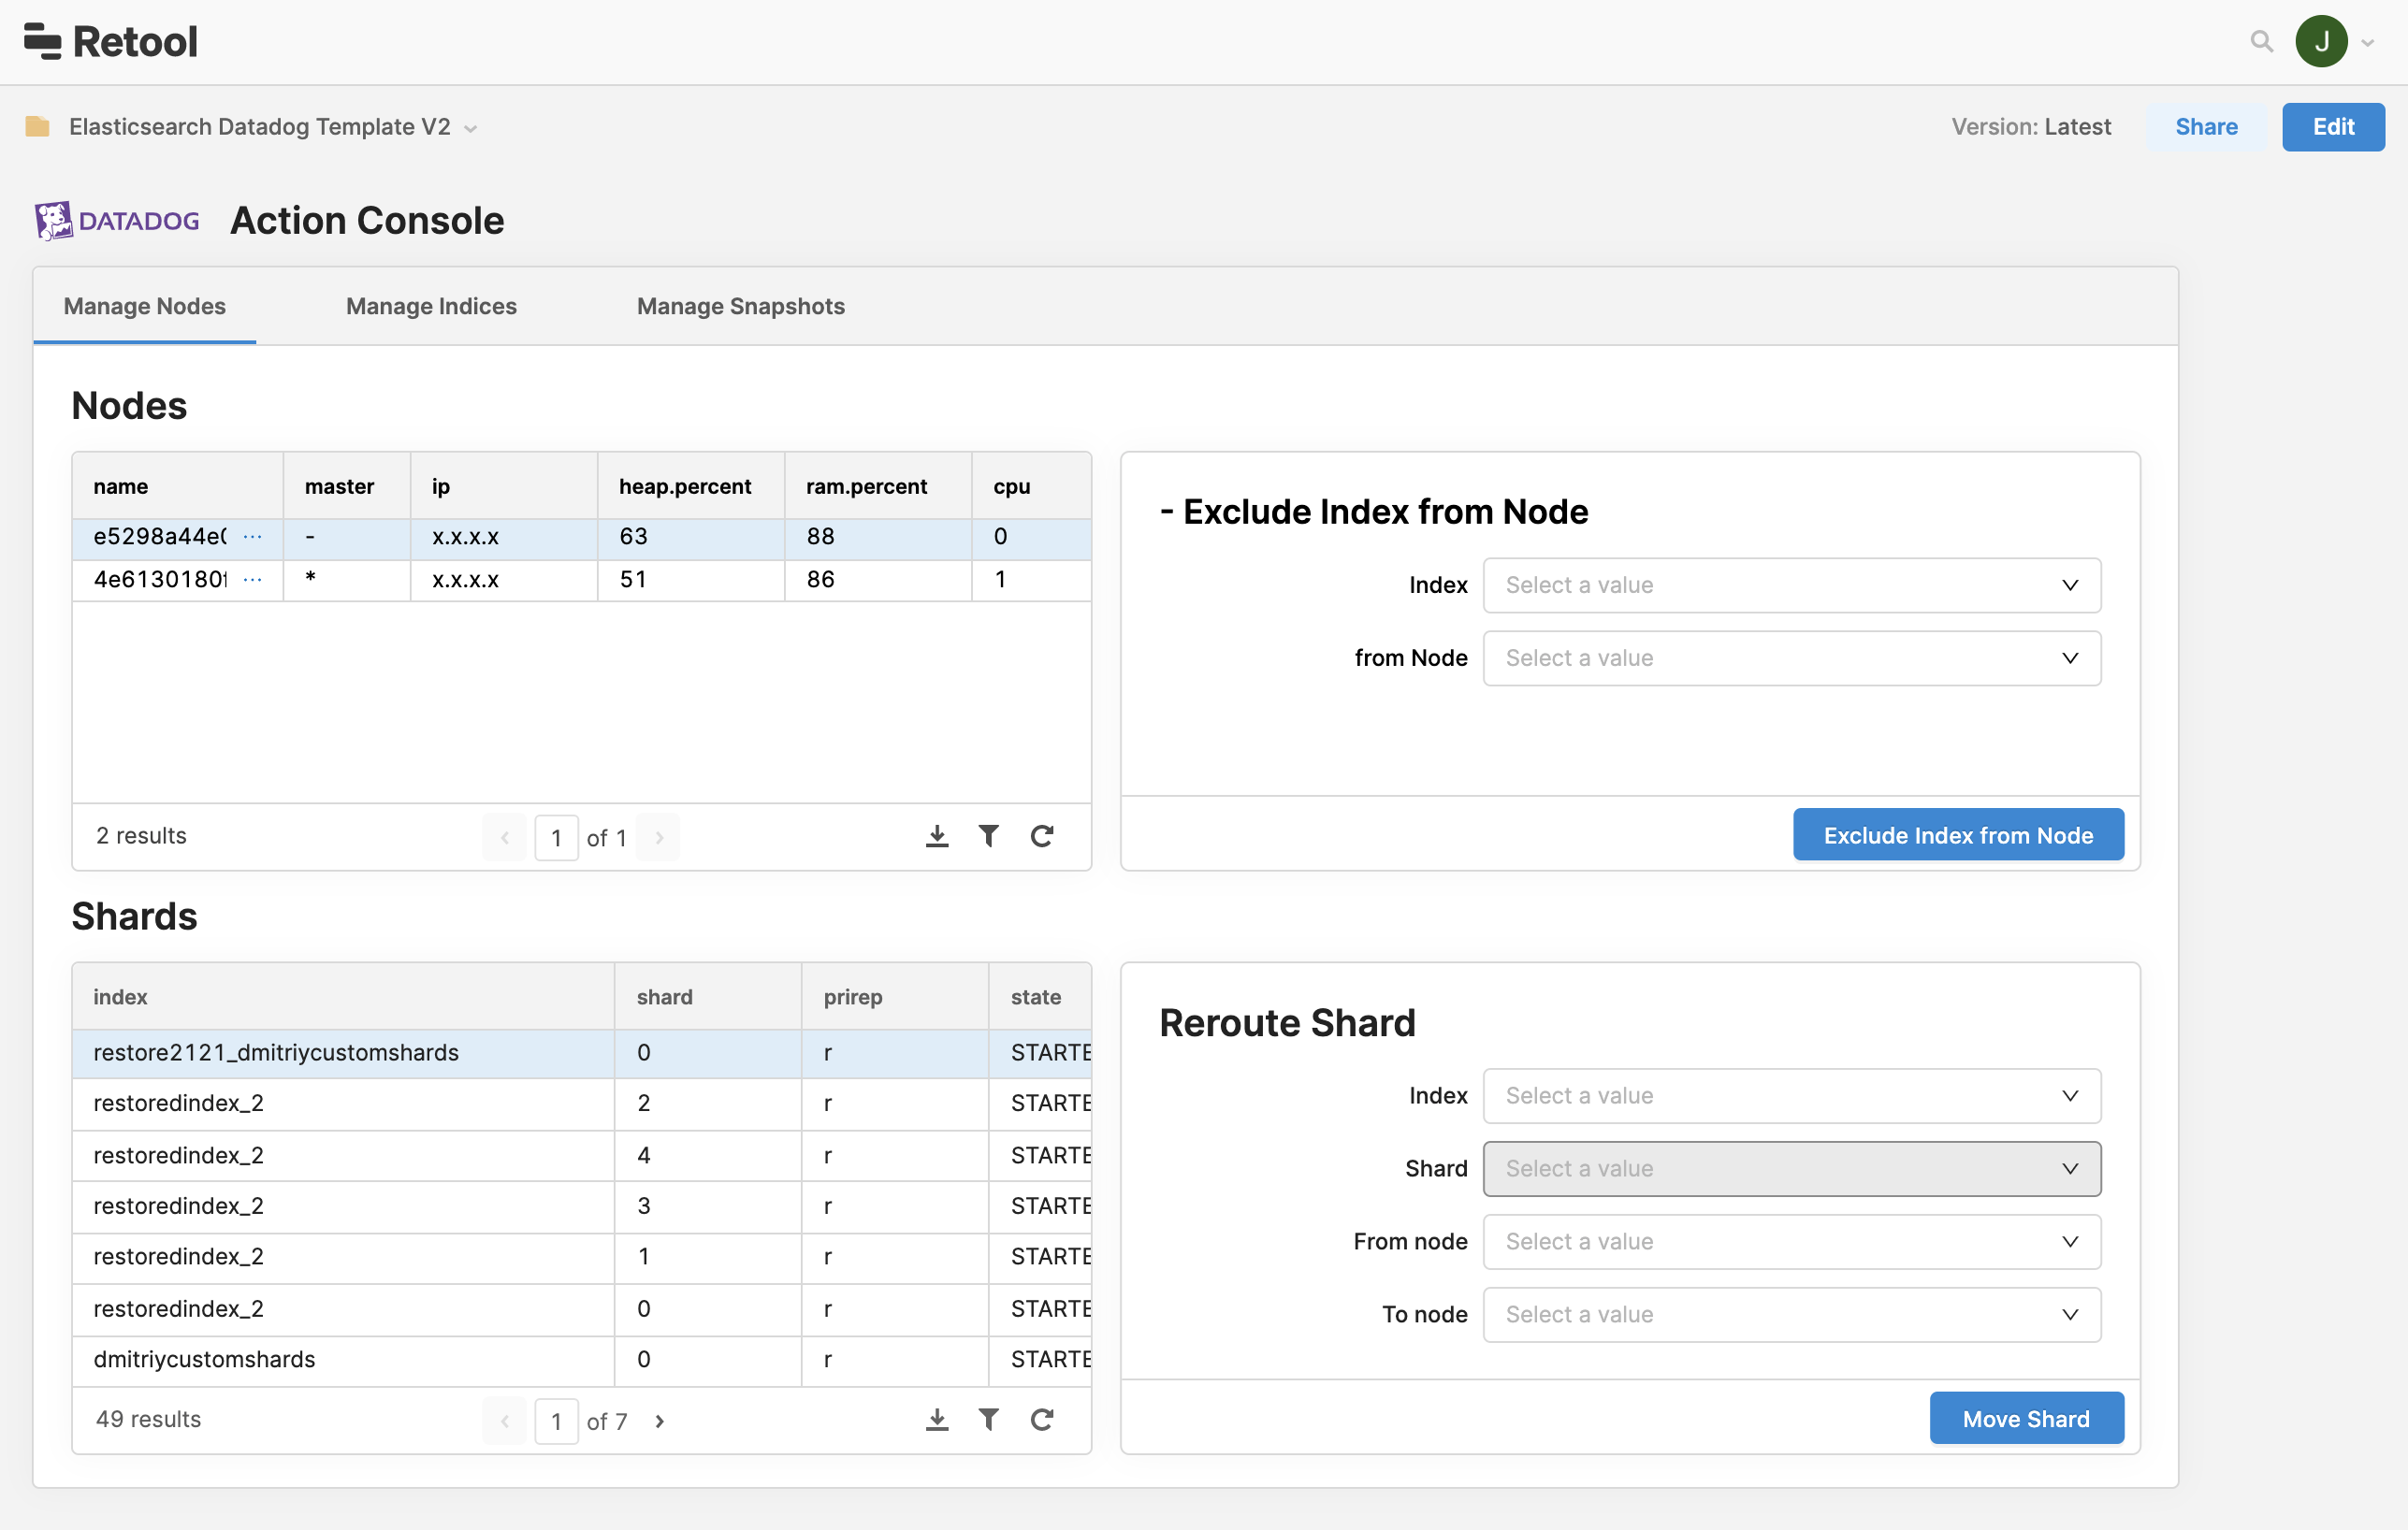 Retool
J
Elasticsearch Datadog Template V2
Version: Latest
Share
Edit
DATADOG
Action Console
Manage Nodes
Manage Indices
Manage Snapshots
Nodes
name master ip heap.percent ram.percent cpu
e5298a44e0 ··· - x.x.x.x 63 88 0
4e6130180f ··· * x.x.x.x 51 86 1
2 results
1 of 1
- Exclude Index from Node
Index Select a value
from Node Select a value
Exclude Index from Node
Shards
index shard prirep state
restore2121_dmitriycustomshards 0 r STARTE
restoredindex_2 2 r STARTE
restoredindex_2 4 r STARTE
restoredindex_2 3 r STARTE
restoredindex_2 1 r STARTE
restoredindex_2 0 r STARTE
dmitriycustomshards 0 r STARTE
49 results
1 of 7
Reroute Shard
Index Select a value
Shard Select a value
From node Select a value
To node Select a value
Move Shard